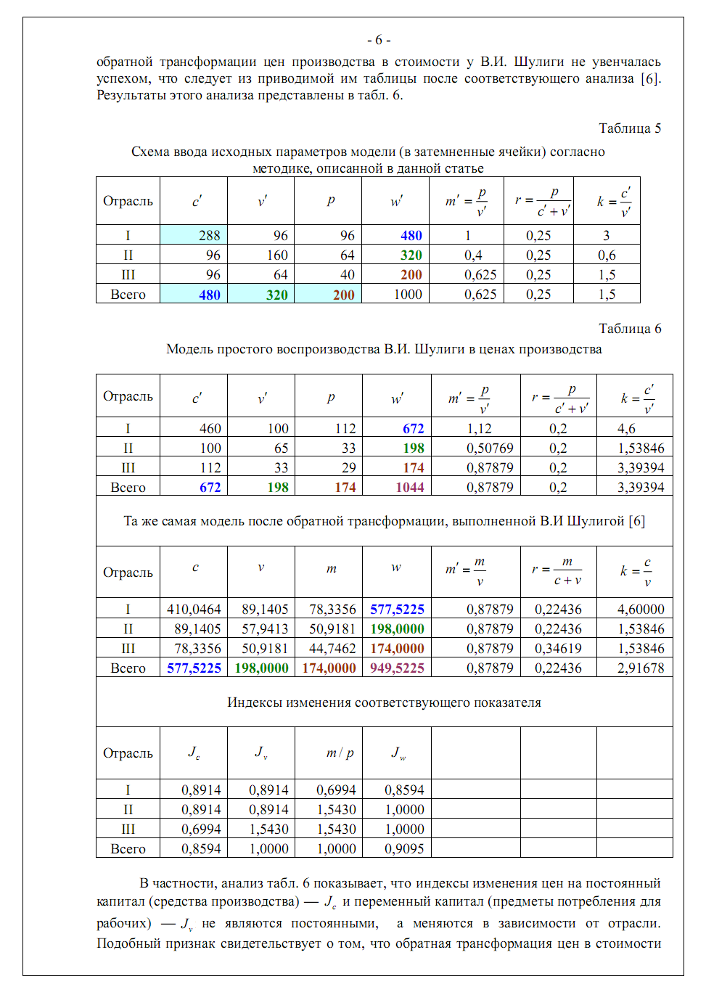 - 6 -
обратной трансформации цен производства в стоимости у В.И. Шулиги не увенчалась
успехом, что следует из приводимой им таблицы после соответствующего анализа [6].
Результаты этого анализа представлены в табл. 6.
Таблица 5
Схема ввода исходных параметров модели (в затемненные ячейки) согласно
методике, описанной в данной статье
Отрасль c′ v′ p w′ m′ = p/v′ r = p/(c′ + v′) k = c′/v′
I 288 96 96 480 1 0,25 3
II 96 160 64 320 0,4 0,25 0,6
III 96 64 40 200 0,625 0,25 1,5
Всего 480 320 200 1000 0,625 0,25 1,5
Таблица 6
Модель простого воспроизводства В.И. Шулиги в ценах производства
Отрасль c′ v′ p w′ m′ = p/v′ r = p/(c′ + v′) k = c′/v′
I 460 100 112 672 1,12 0,2 4,6
II 100 65 33 198 0,50769 0,2 1,53846
III 112 33 29 174 0,87879 0,2 3,39394
Всего 672 198 174 1044 0,87879 0,2 3,39394
Та же самая модель после обратной трансформации, выполненной В.И Шулигой [6]
Отрасль c v m w m′ = m/v r = m/(c + v) k = c/v
I 410,0464 89,1405 78,3356 577,5225 0,87879 0,22436 4,60000
II 89,1405 57,9413 50,9181 198,0000 0,87879 0,22436 1,53846
III 78,3356 50,9181 44,7462 174,0000 0,87879 0,34619 1,53846
Всего 577,5225 198,0000 174,0000 949,5225 0,87879 0,22436 2,91678
Индексы изменения соответствующего показателя
Отрасль Jc Jv m / p Jw
I 0,8914 0,8914 0,6994 0,8594
II 0,8914 0,8914 1,5430 1,0000
III 0,6994 1,5430 1,5430 1,0000
Всего 0,8594 1,0000 1,0000 0,9095
В частности, анализ табл. 6 показывает, что индексы изменения цен на постоянный
капитал (средства производства) — Jc и переменный капитал (предметы потребления для
рабочих) — Jv не являются постоянными, а меняются в зависимости от отрасли.
Подобный признак свидетельствует о том, что обратная трансформация цен в стоимости